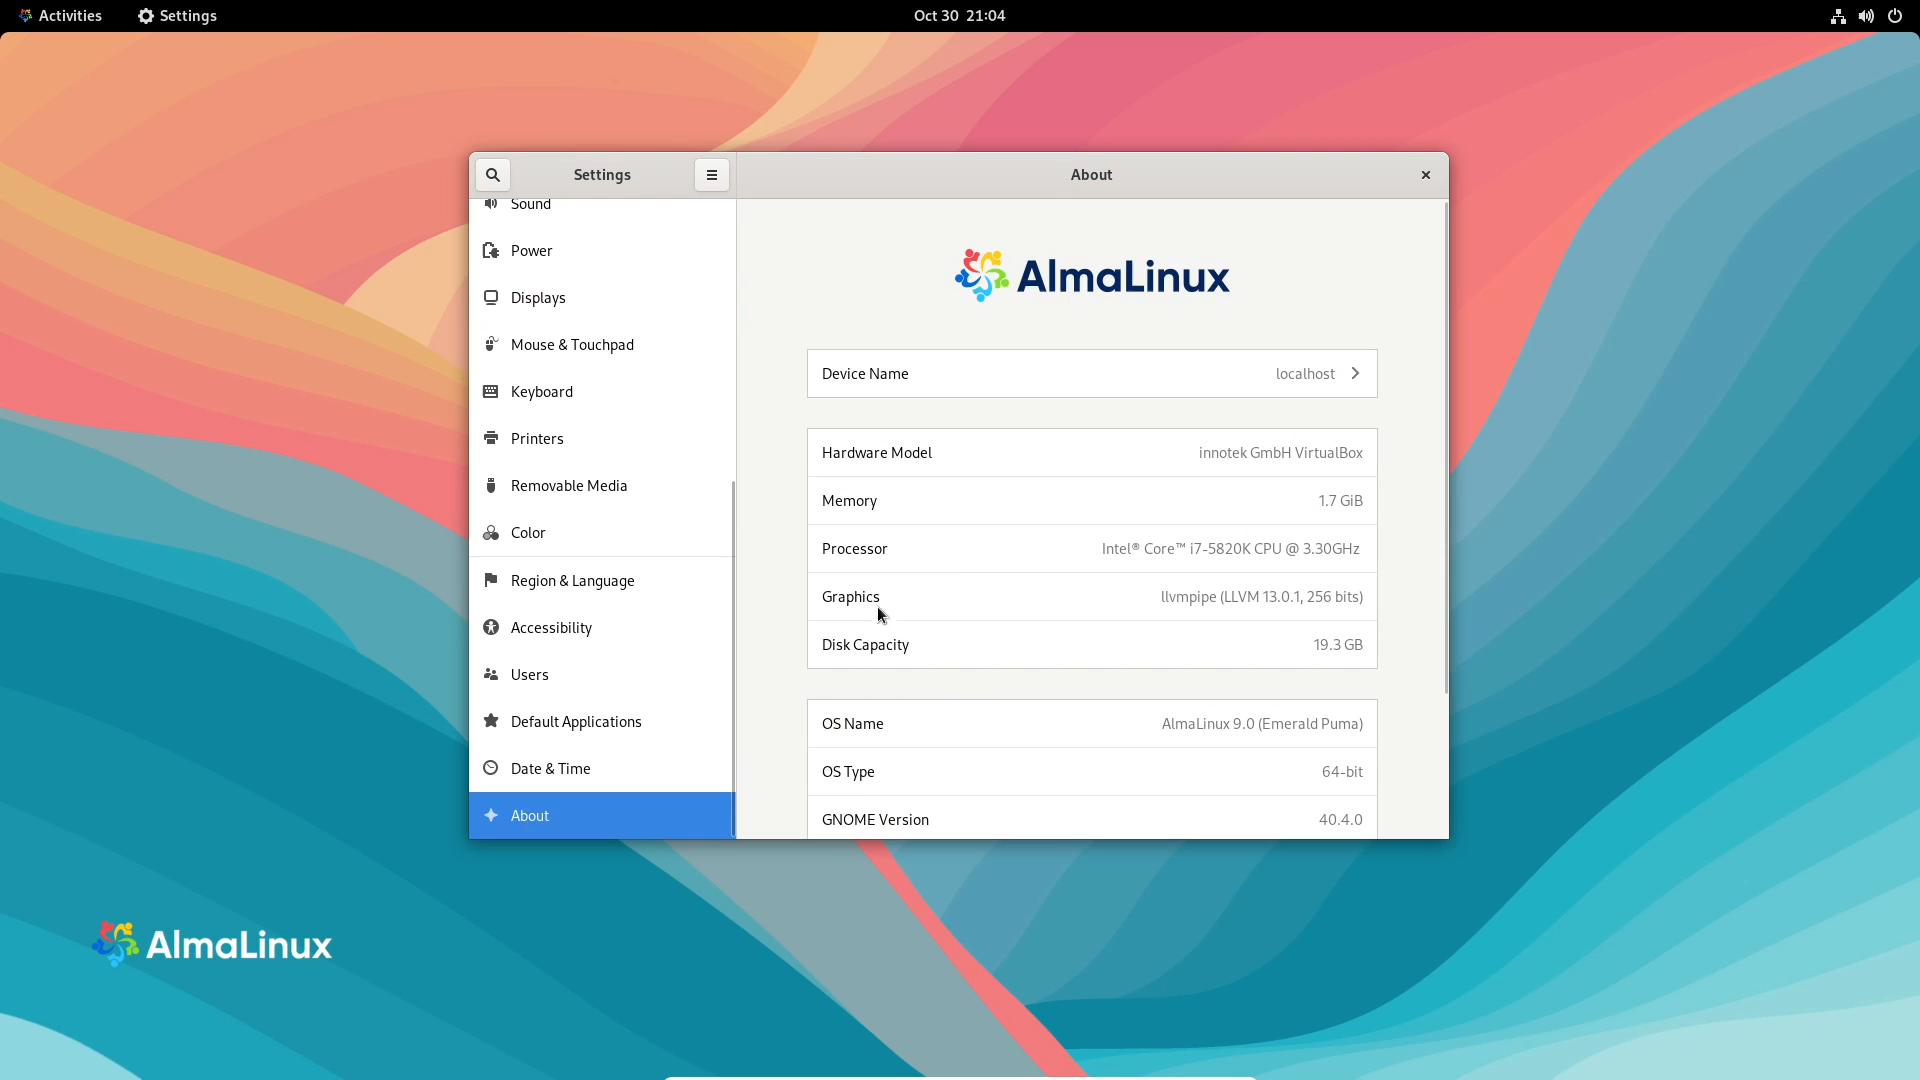 Activities Settings Oct 30 21:04
Settings About
Sound
Power
Displays
Mouse & Touchpad
Keyboard
Printers
Removable Media
Color
Region & Language
Accessibility
Users
Default Applications
Date & Time
About
AlmaLinux
Device Name localhost
Hardware Model innotek GmbH VirtualBox
Memory 1.7 GiB
Processor Intel® Core™ i7-5820K CPU @ 3.30GHz
Graphics llvmpipe (LLVM 13.0.1, 256 bits)
Disk Capacity 19.3 GB
OS Name AlmaLinux 9.0 (Emerald Puma)
OS Type 64-bit
GNOME Version 40.4.0
AlmaLinux